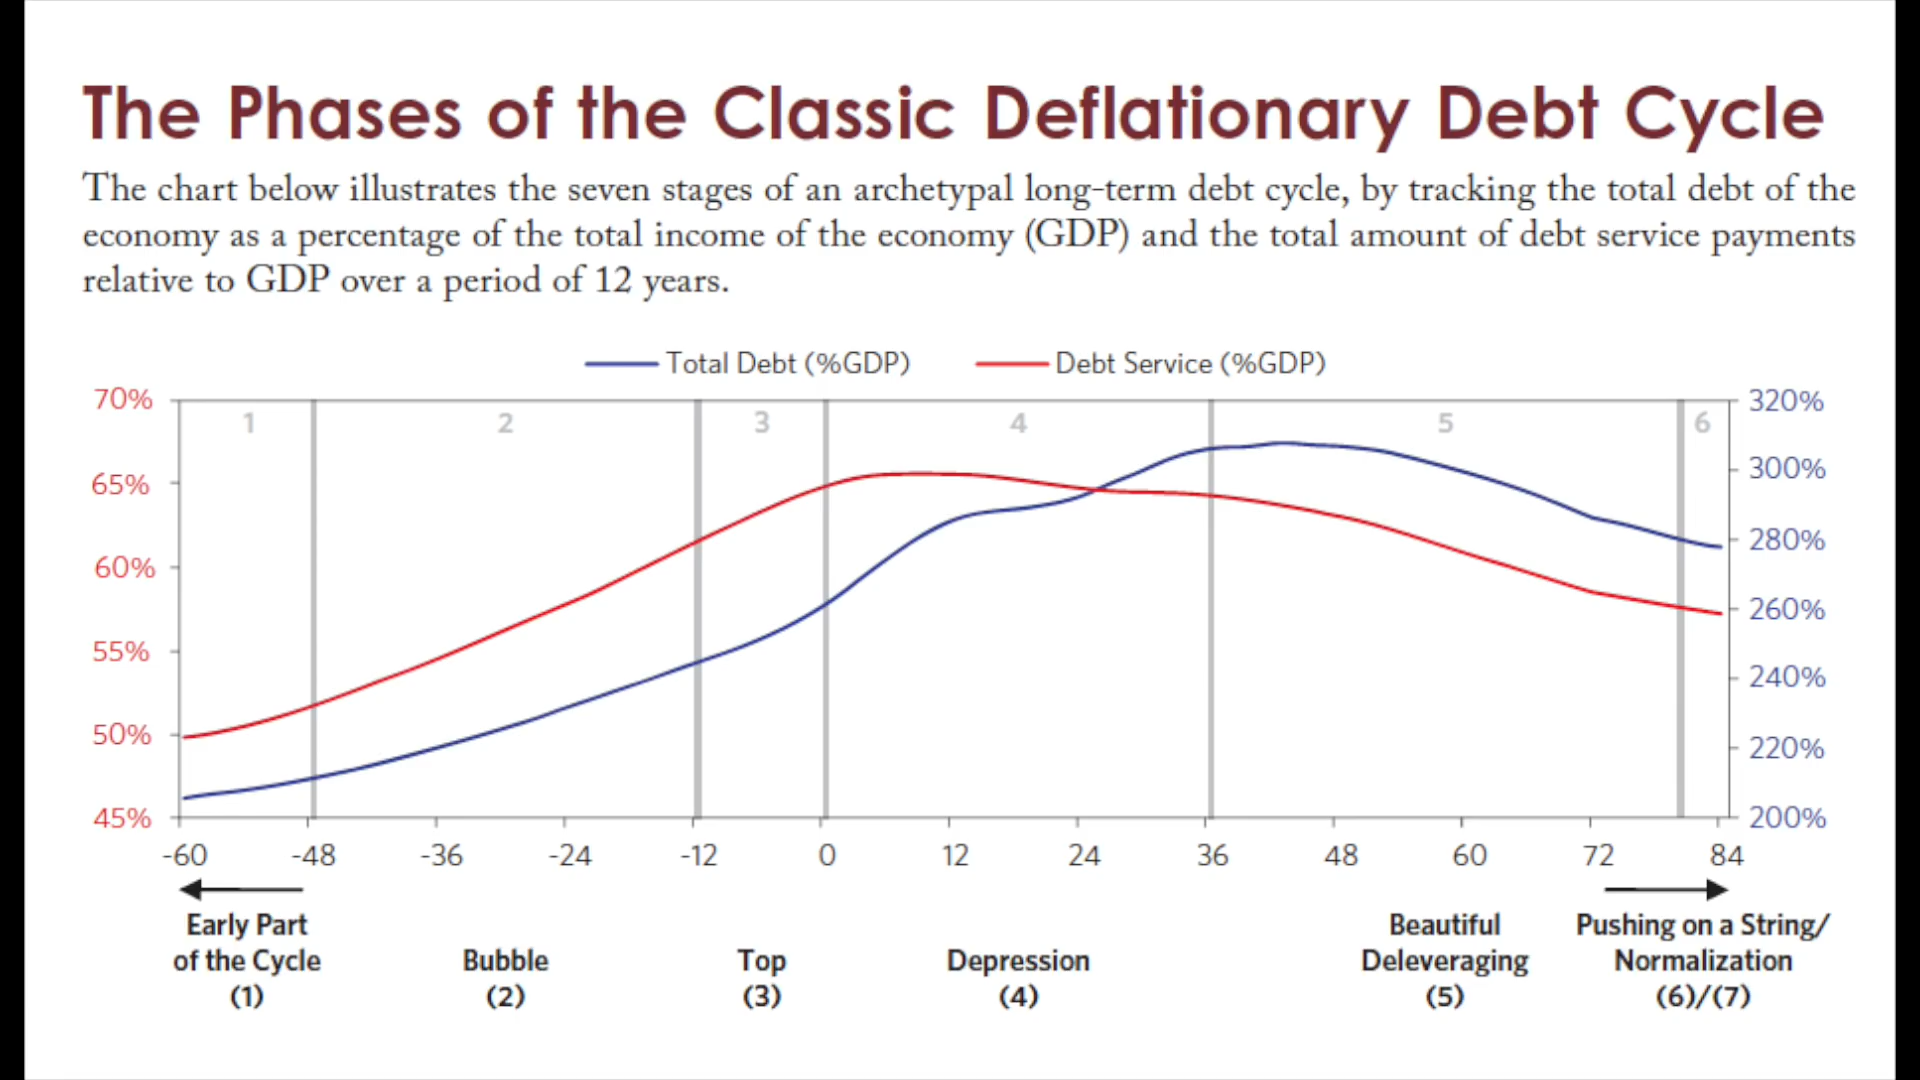 The Phases of the Classic Deflationary Debt Cycle
The chart below illustrates the seven stages of an archetypal long-term debt cycle, by tracking the total debt of the
economy as a percentage of the total income of the economy (GDP) and the total amount of debt service payments
relative to GDP over a period of 12 years.
Total Debt (%GDP) Debt Service (%GDP)
70% 1 2 3 4 5 6 320%
65% 300%
60% 280%
55% 260%
50% 240%
45% 220%
200%
-60 -48 -36 -24 -12 0 12 24 36 48 60 72 84
Early Part
of the Cycle
(1)
Bubble
(2)
Top
(3)
Depression
(4)
Beautiful
Deleveraging
(5)
Pushing on a String/
Normalization
(6)/(7)